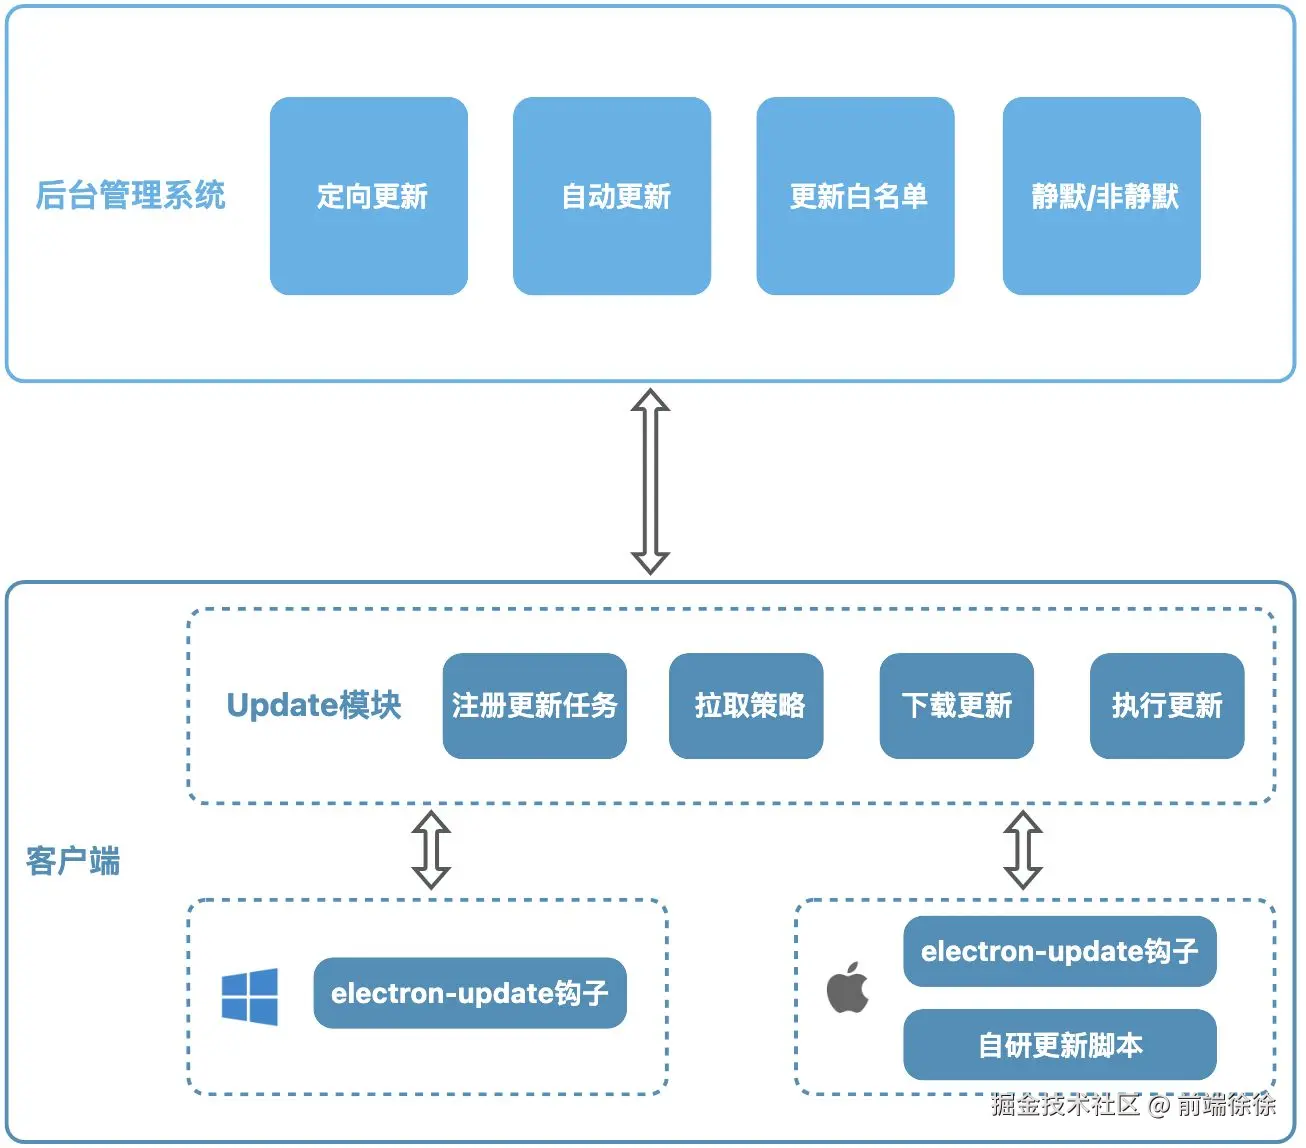 后台管理系统
定向更新
自动更新
更新白名单
静默/非静默
Update模块
注册更新任务
拉取策略
下载更新
执行更新
客户端
electron-update钩子
electron-update钩子
自研更新脚本
掘金技术社区 @ 前端徐徐